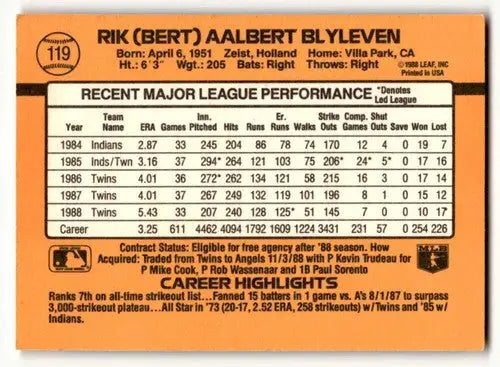 119
RIK (BERT) AALBERT BLYLEVEN
Born: April 6, 1951 Zeist, Holland Home: Villa Park, CA
Ht.: 6'3" Wgt.: 205 Bats: Right Throws: Right
©1988 LEAF, INC
Printed in USA
RECENT MAJOR LEAGUE PERFORMANCE *Denotes Led League
Year Team Name ERA Games Inn. Pitched Hits Runs Er. Runs Walks Strike Outs Comp. Games Shut Outs Save Won Lost
1984 Indians 2.87 33 245 204 86 78 74 170 12 4 0 19 7
1985 Inds/Twn 3.16 37 294* 264 121 103 75 206* 24* 5* 0 17 16
1986 Twins 4.01 36 272* 262 134 121 58 215 16 3 0 17 14
1987 Twins 4.01 37 267 249 132 119 101 196 8 1 0 15 12
1988 Twins 5.43 33 207 240 128 125* 51 145 7 0 0 10 17*
Career 3.25 611 4462 4094 1792 1609 1224 3431 231 57 0 254 226
Contract Status: Eligible for free agency after '88 season. How
Acquired: Traded from Twins to Angels 11/3/88 with P Kevin Trudeau for
P Mike Cook, P Rob Wassenaar and 1B Paul Sorento
MLB
CAREER HIGHLIGHTS
Ranks 7th on all-time strikeout list...Fanned 15 batters in 1 game vs. A's 8/1/87 to surpass
3,000-strikeout plateau...All Star in '73 (20-17, 2.52 ERA, 258 strikeouts) w/Twins and '85 w/
Indians.